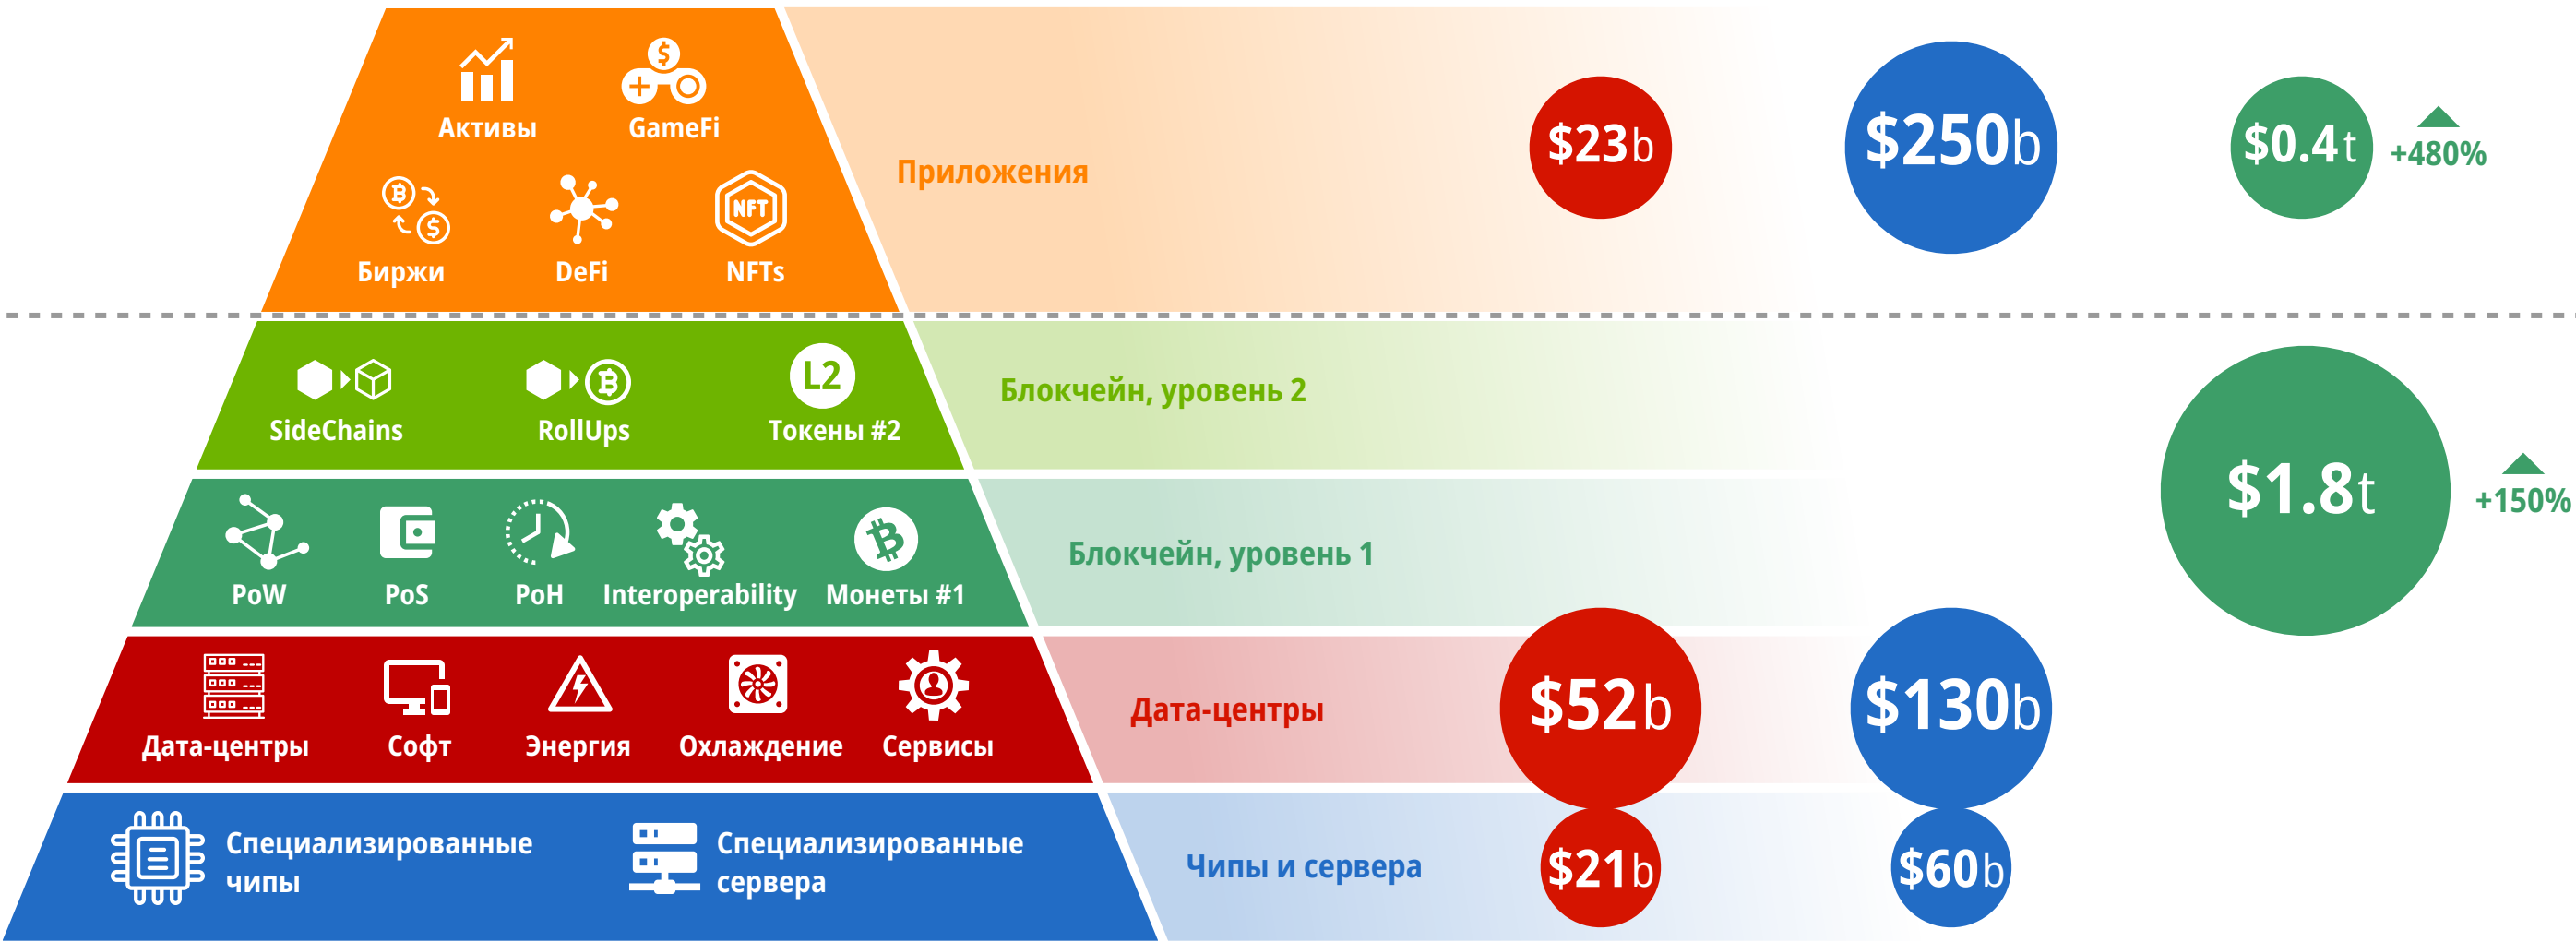 Активы
GameFi
Биржи
DeFi
NFT
NFTs
Приложения
$23b
$250b
$0.4t
+480%
SideChains
RollUps
L2
Токены #2
Блокчейн, уровень 2
PoW
PoS
PoH
Interoperability
Монеты #1
Блокчейн, уровень 1
$1.8t
+150%
Дата-центры
Софт
Энергия
Охлаждение
Сервисы
Дата-центры
$52b
$130b
Специализированные
чипы
Специализированные
сервера
Чипы и сервера
$21b
$60b